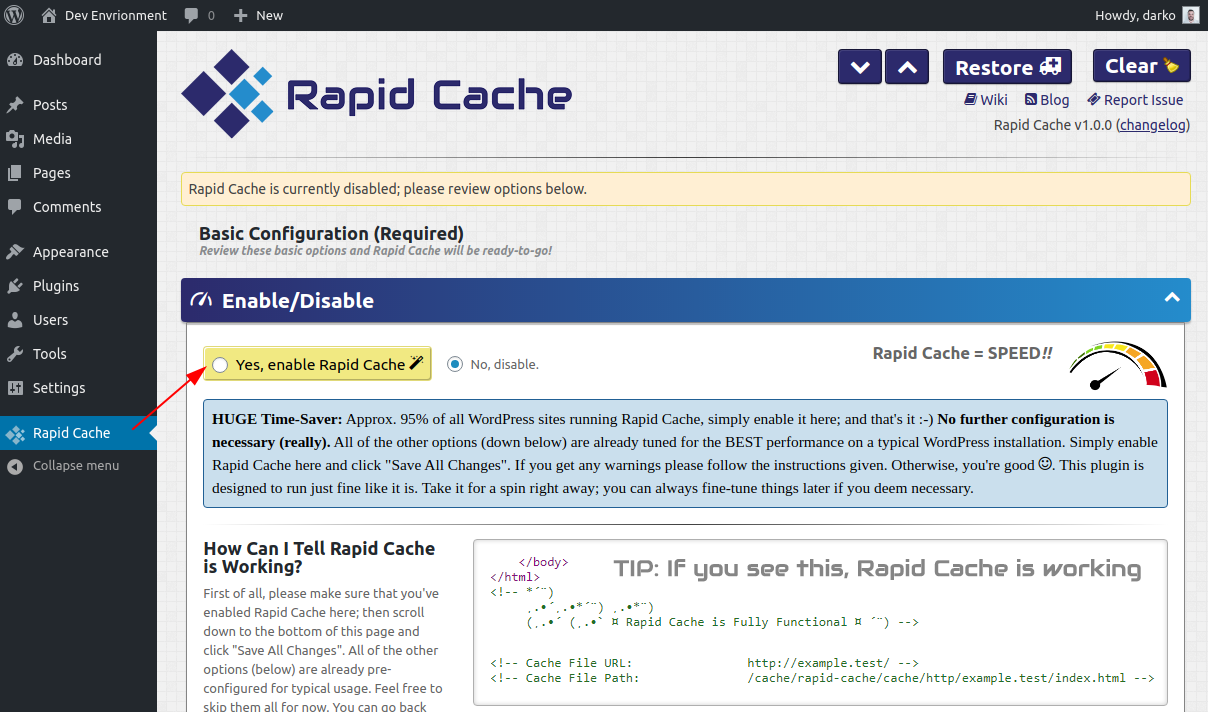 Dev Envrionment 0 New Howdy, darko
Dashboard
Posts
Media
Pages
Comments
Appearance
Plugins
Users
Tools
Settings
Rapid Cache
Collapse menu
Rapid Cache
Restore Clear
Wiki Blog Report Issue
Rapid Cache v1.0.0 (changelog)
Rapid Cache is currently disabled; please review options below.
Basic Configuration (Required)
Review these basic options and Rapid Cache will be ready-to-go!
Enable/Disable
Yes, enable Rapid Cache No, disable. Rapid Cache = SPEED!!
HUGE Time-Saver: Approx. 95% of all WordPress sites running Rapid Cache, simply enable it here; and that's it :-) No further configuration is
necessary (really). All of the other options (down below) are already tuned for the BEST performance on a typical WordPress installation. Simply enable
Rapid Cache here and click "Save All Changes". If you get any warnings please follow the instructions given. Otherwise, you're good ☺. This plugin is
designed to run just fine like it is. Take it for a spin right away; you can always fine-tune things later if you deem necessary.
How Can I Tell Rapid Cache
is Working?
First of all, please make sure that you've
enabled Rapid Cache here; then scroll
down to the bottom of this page and
click "Save All Changes". All of the other
options (below) are already pre-
configured for typical usage. Feel free to
skip them all for now. You can go back
TIP: If you see this, Rapid Cache is working
</body>
</html>
<!-- *´¨)
¸.•´¸.•*´¨) ¸.•*¨)
(¸.•´ (¸.•` ¤ Rapid Cache is Fully Functional ¤ ´¨) -->
<!-- Cache File URL: http://example.test/ -->
<!-- Cache File Path: /cache/rapid-cache/cache/http/example.test/index.html -->